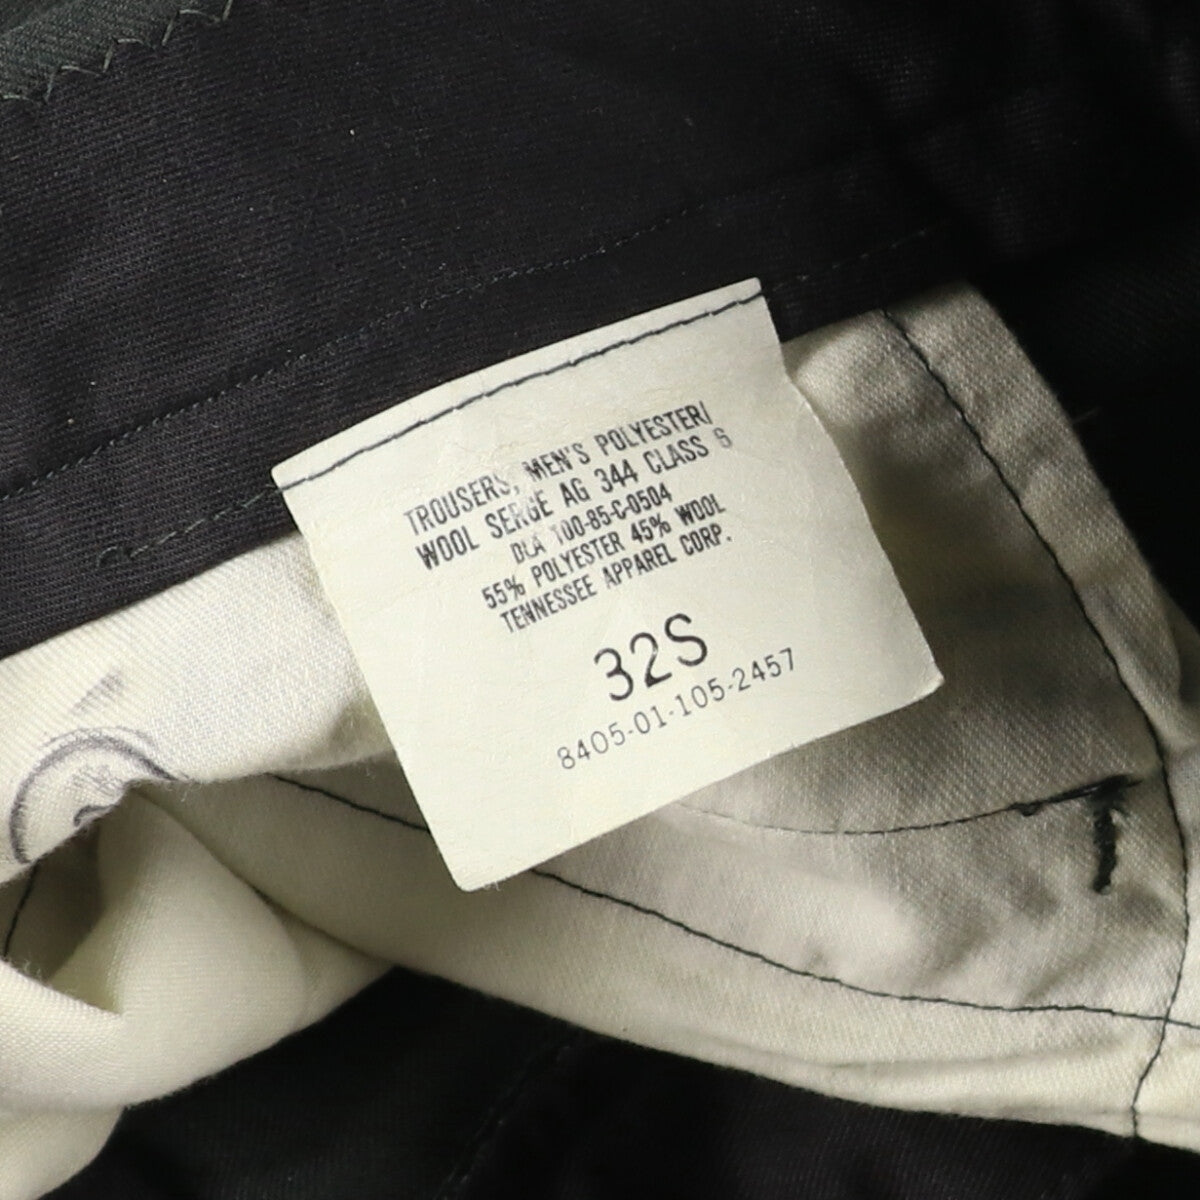 TROUSERS, MEN'S POLYESTER/
WOOL SERGE AG 344 CLASS 6
DLA 100-85-C-0504
55% POLYESTER 45% WOOL
TENNESSEE APPAREL CORP.
32S
8405-01-105-2457